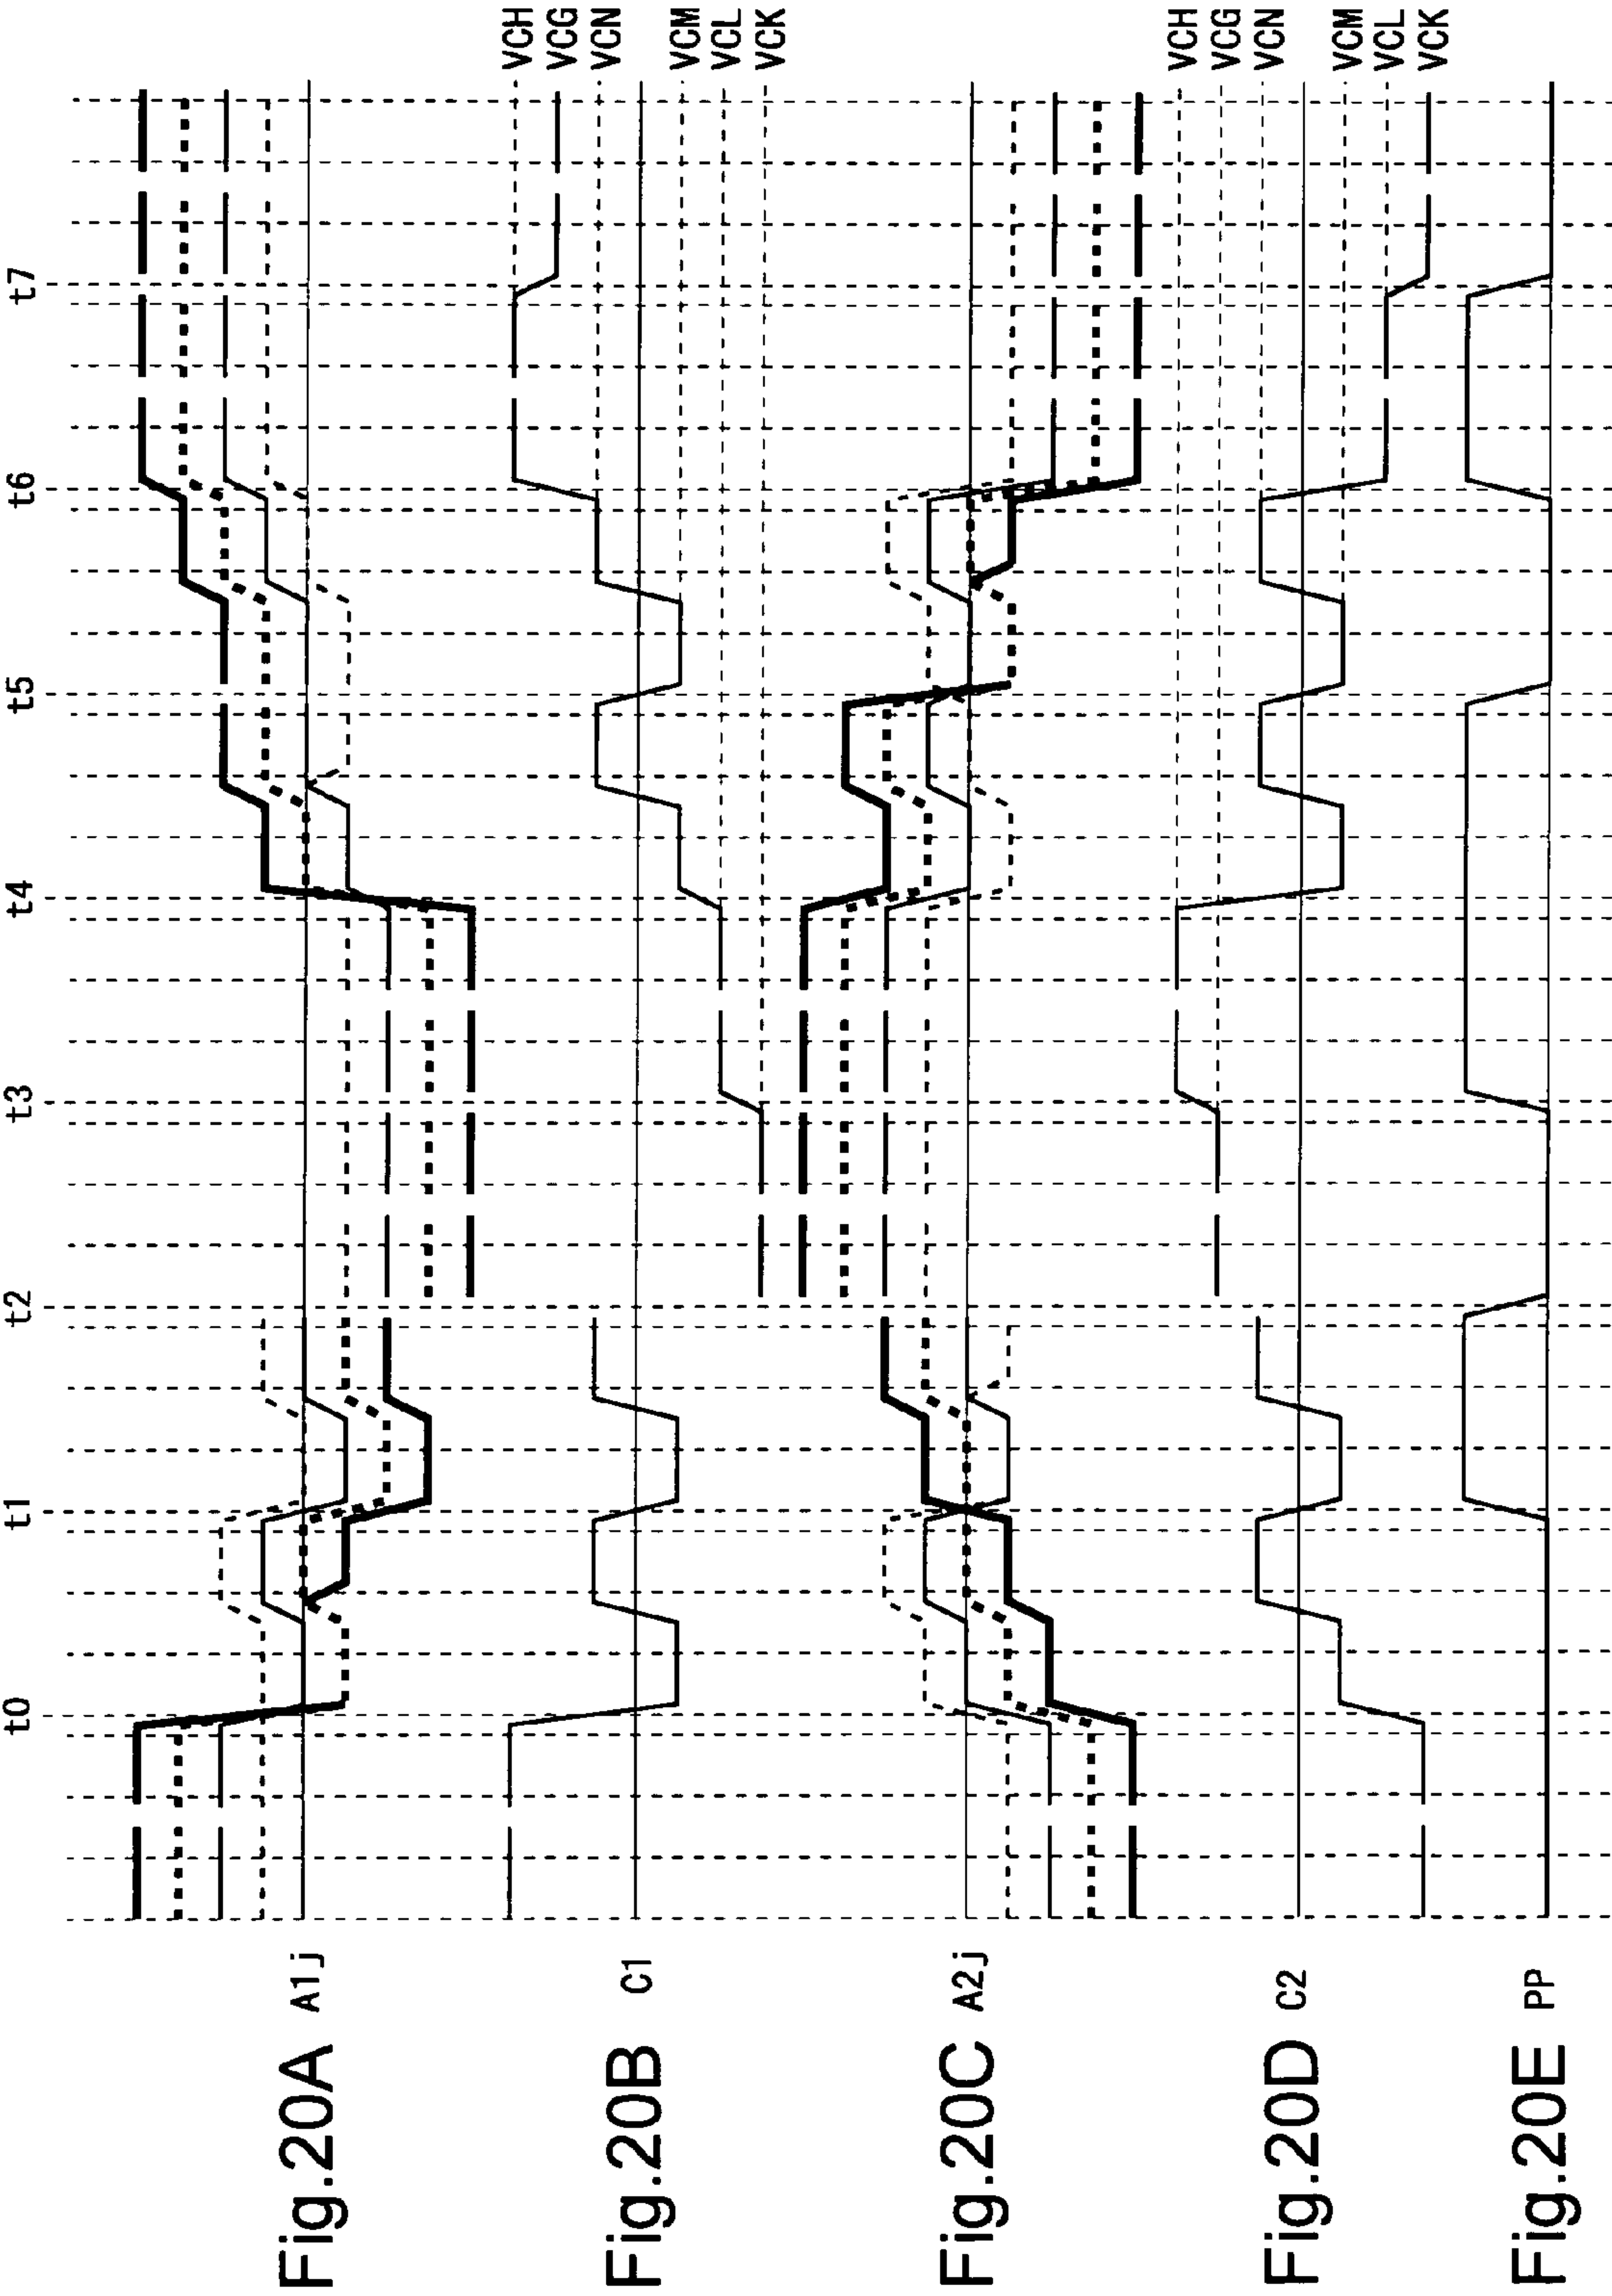 t0 t1 t2 t3 t4 t5 t6 t7
Fig.20A A1j
VCH
VCG
VCN
Fig.20B C1
VCM
VCL
VCK
Fig.20C A2j
VCH
VCG
VCN
Fig.20D C2
VCM
VCL
VCK
Fig.20E PP